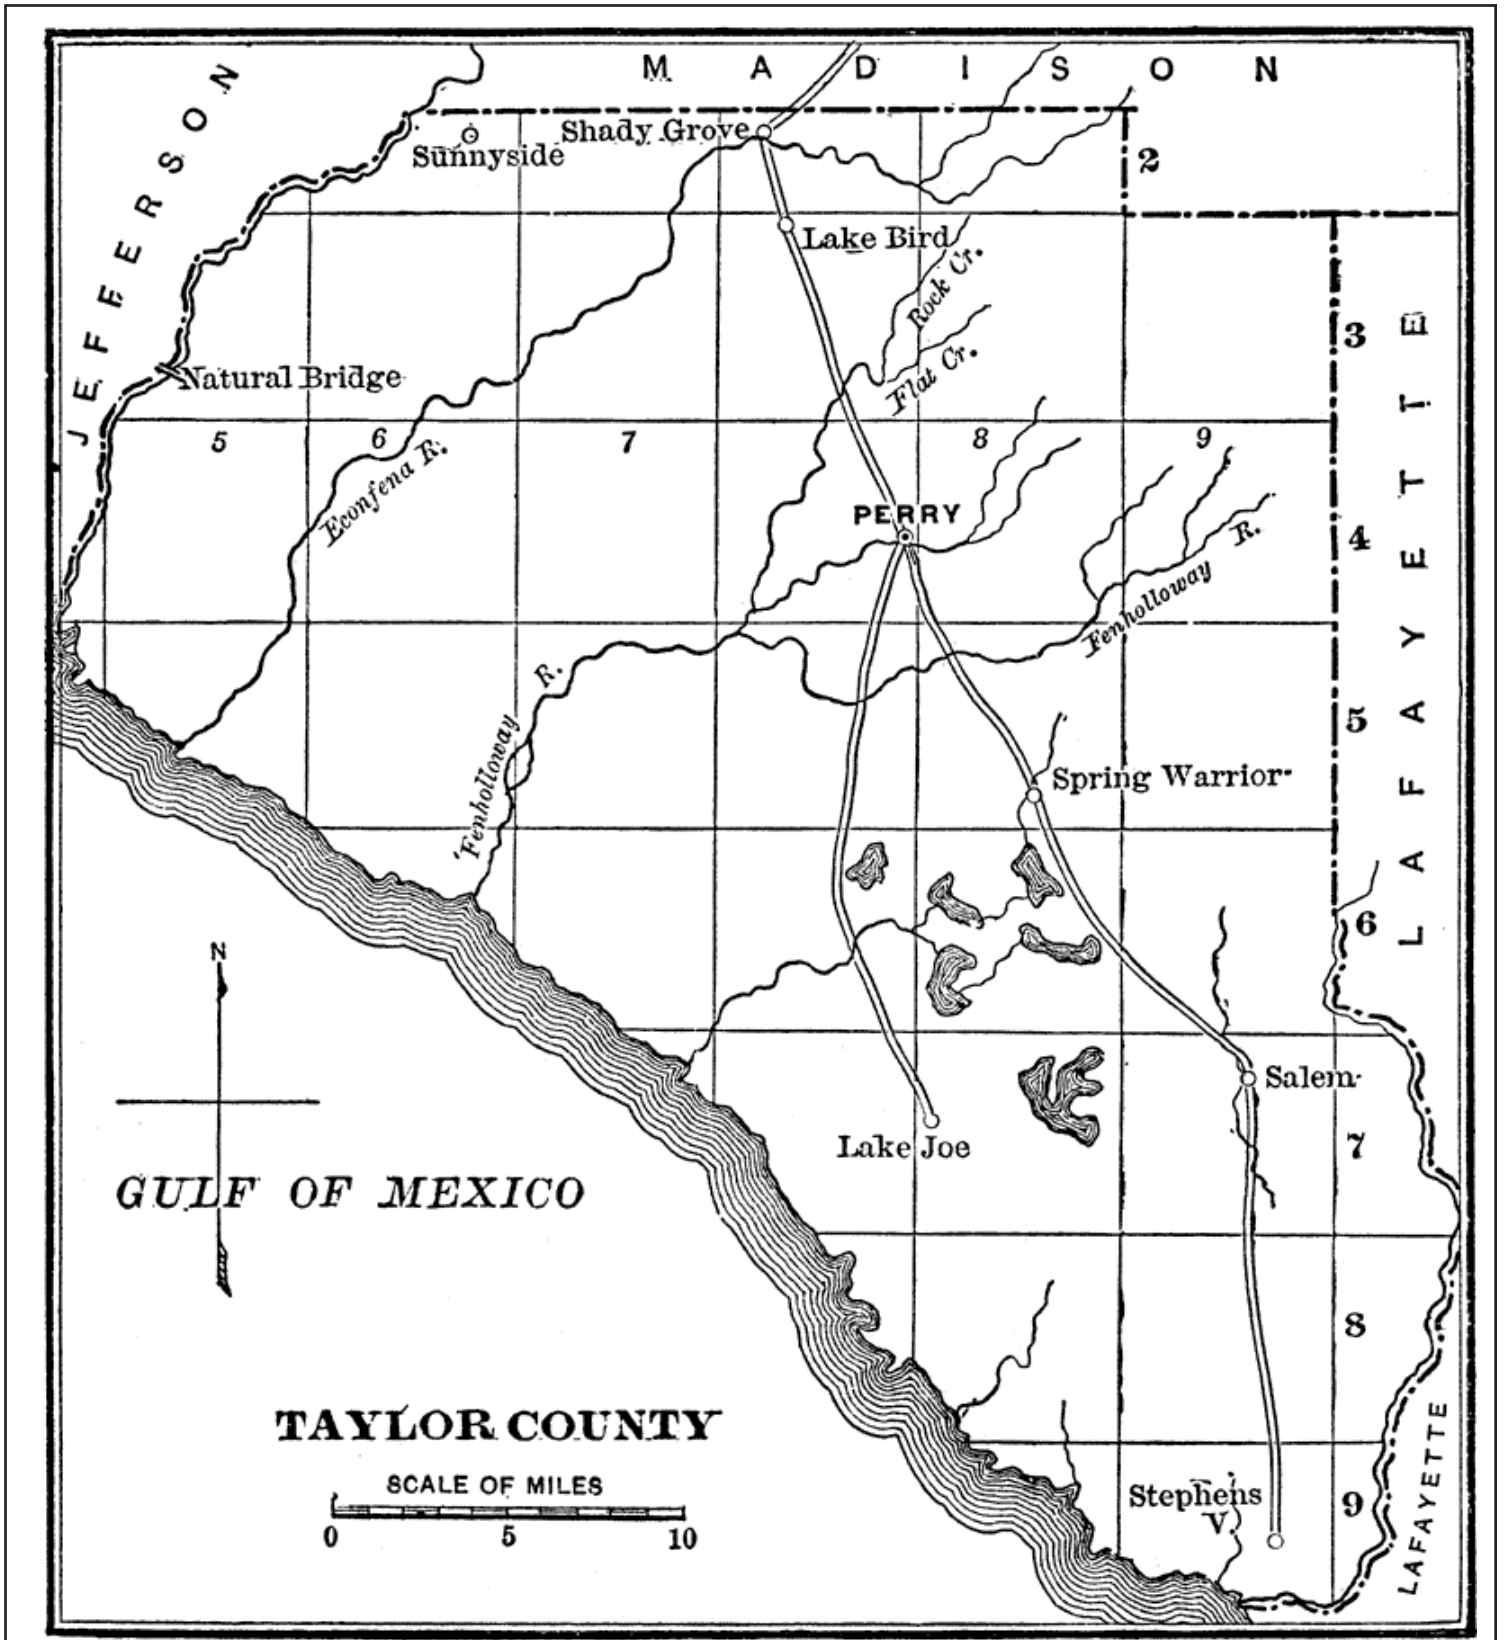 MADISON
JEFFERSON
Sunnyside
Shady Grove
2
Lake Bird
Rock Cr.
Flat Cr.
3
LAFAYETTE
Natural Bridge
5
6
7
8
9
Econfena R.
PERRY
4
Fenholloway R.
Fenholloway R.
5
Spring Warrior
6
N
Salem
Lake Joe
7
GULF OF MEXICO
8
TAYLOR COUNTY
SCALE OF MILES
0 5 10
Stephens
V.
9
LAFAYETTE